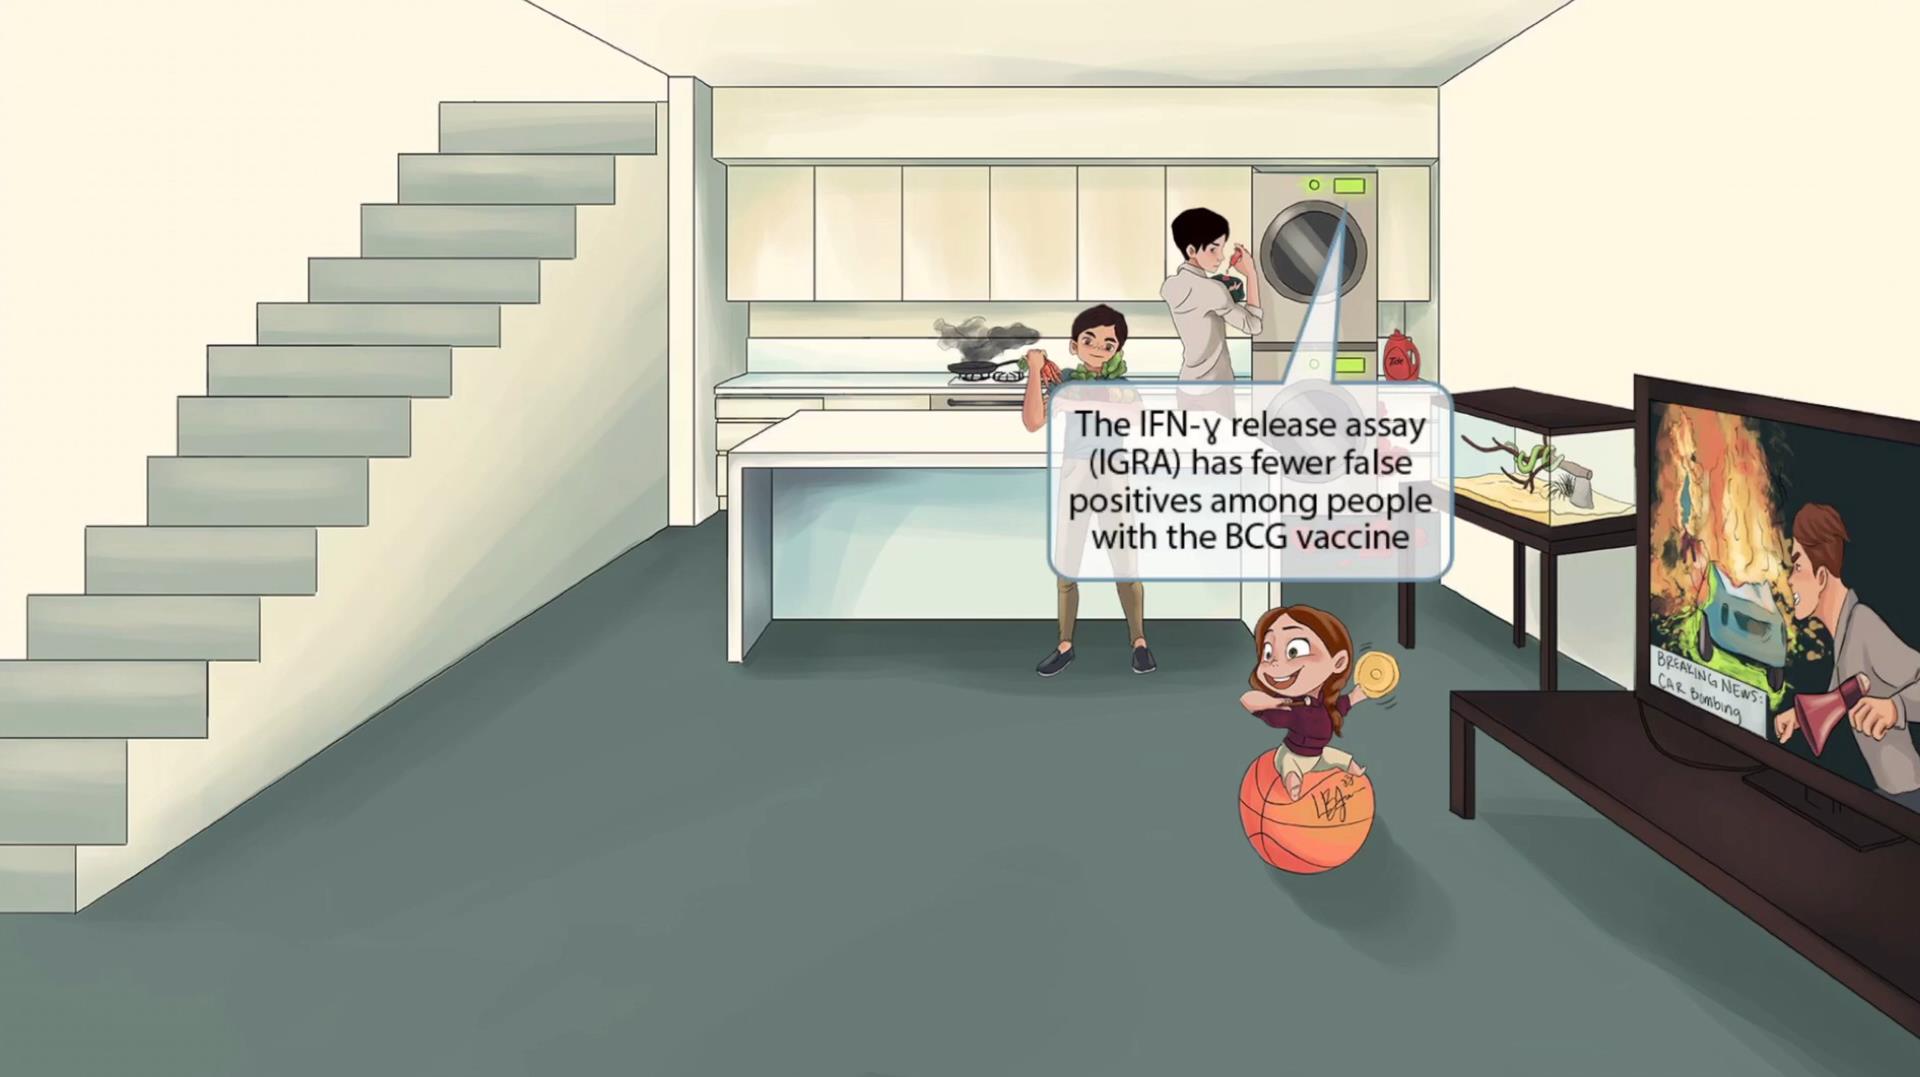 The IFN-γ release assay
(IGRA) has fewer false
positives among people
with the BCG vaccine
Tide
BREAKING NEWS:
CAR Bombing